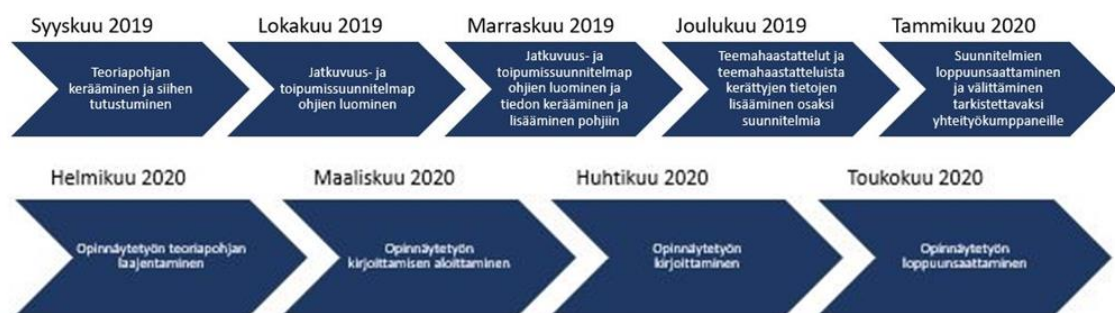 Syyskuu 2019
Lokakuu 2019
Marraskuu 2019
Joulukuu 2019
Tammikuu 2020
Teoriapohjan
kerääminen ja siihen
tutustuminen
Jatkuvuus- ja
toipumissuunnitelmap
ohjien luominen
Jatkuvuus- ja
toipumissuunnitelmap
ohjien luominen ja
tiedon kerääminen ja
lisääminen pohjiin
Teemahaastattelut ja
teemahaastatteluista
kerättyjen tietojen
lisääminen osaksi
suunnitelmia
Suunnitelmien
loppuunsaattaminen
ja välittäminen
tarkistettavaksi
yhteityökumppaneille
Helmikuu 2020
Maaliskuu 2020
Huhtikuu 2020
Toukokuu 2020
Opinnäytetyön teoriapohjan
laajentaminen
Opinnäytetyön
kirjoittamisen aloittaminen
Opinnäytetyön
kirjoittaminen
Opinnäytetyön
loppuunsaattaminen